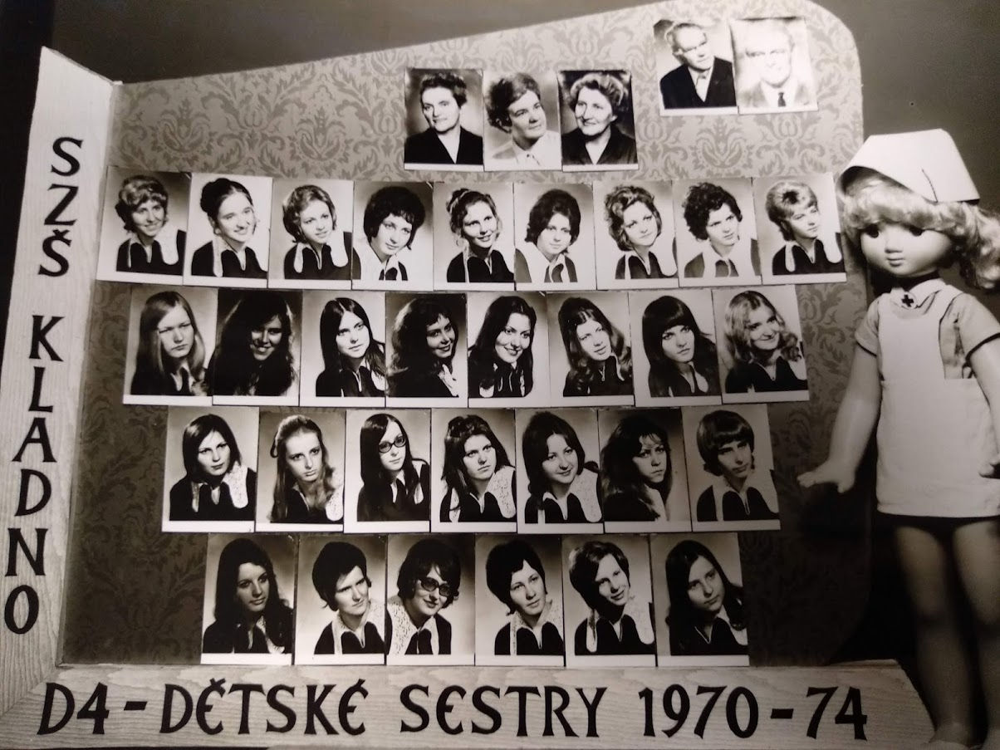 SZŠ KLADNO
D4 - DĚTSKÉ SESTRY 1970 - 74